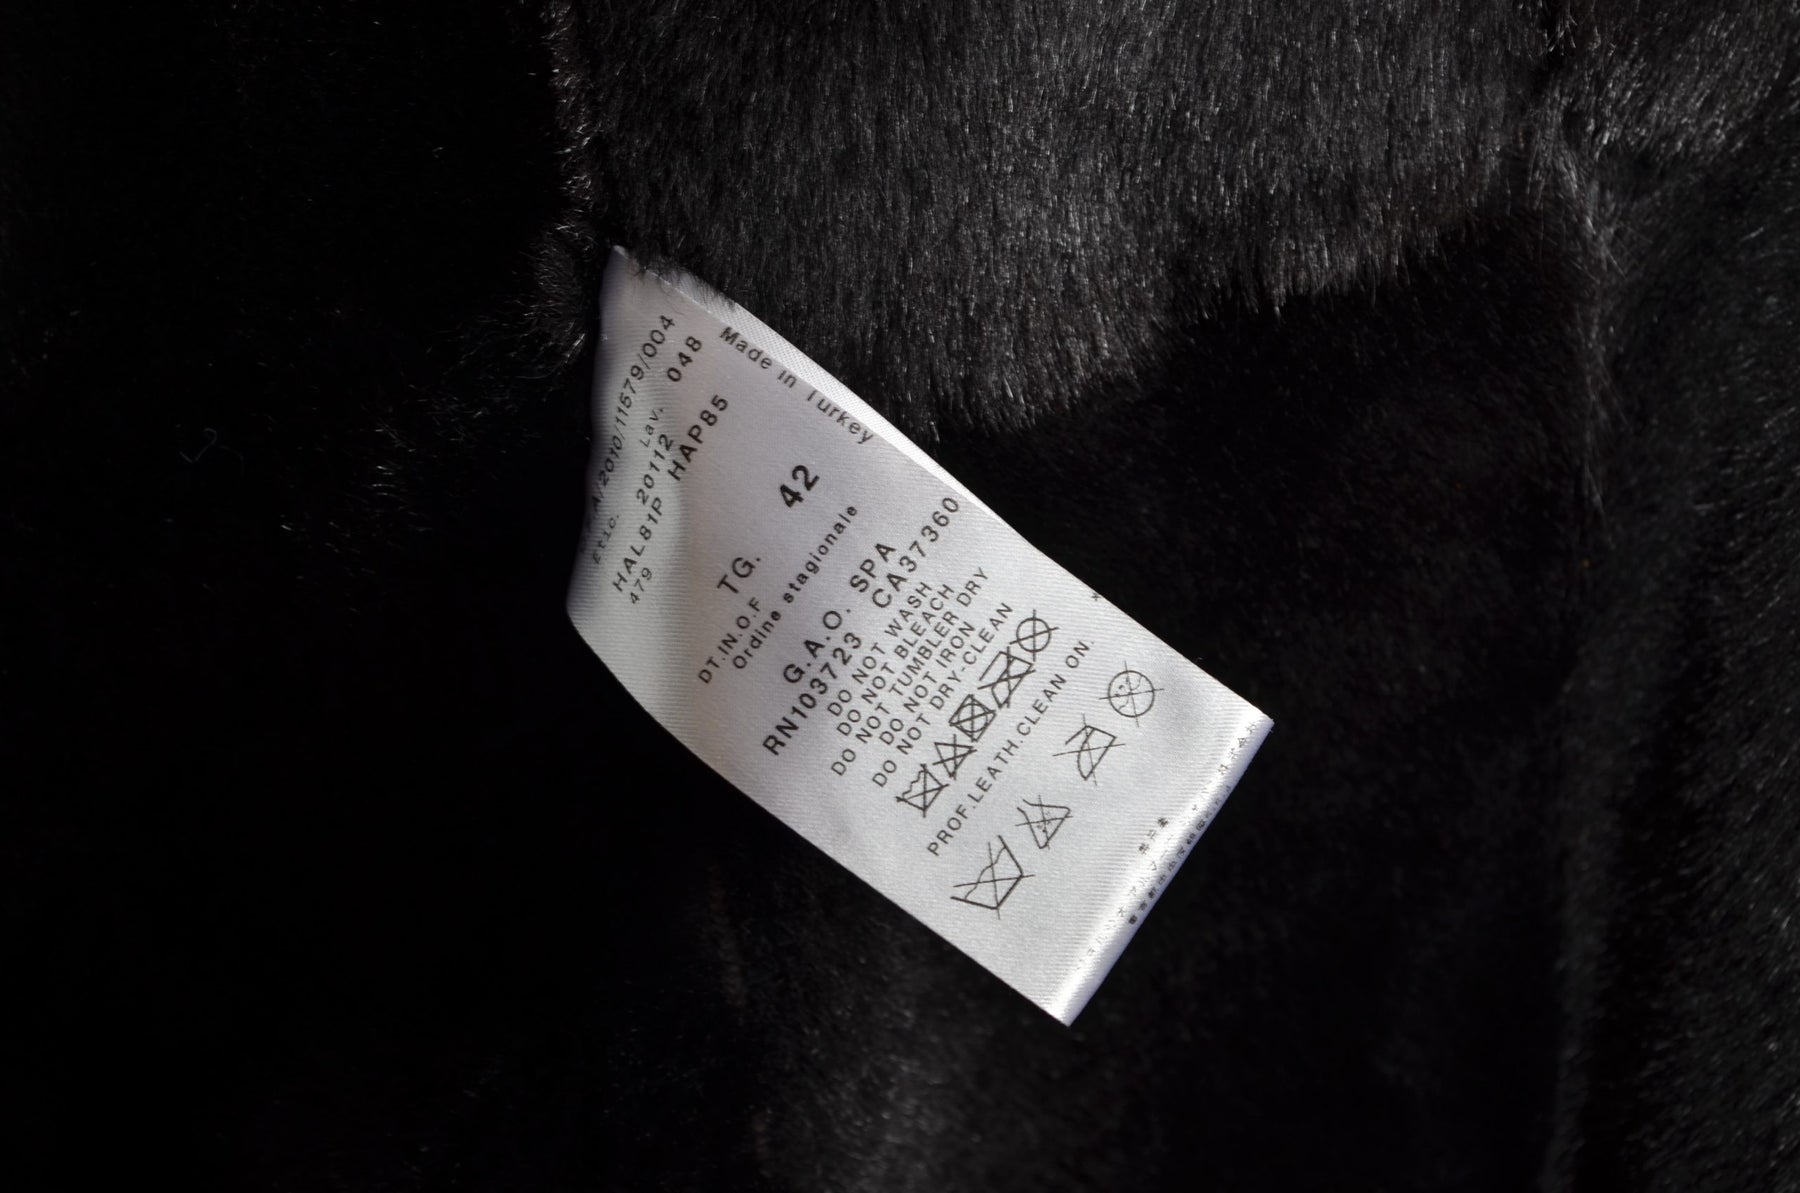 A/2010/11579/004
Etic. 20112 Lav. 048
HAL81P HAP85
479
Made in Turkey
TG. 42
DT.IN.O.F
Ordine stagionale
G.A.O. SPA
RN103723 CA37360
DO NOT WASH
DO NOT BLEACH
DO NOT TUMBLER DRY
DO NOT IRON
DO NOT DRY-CLEAN
PROF.LEATH.CLEAN ON.